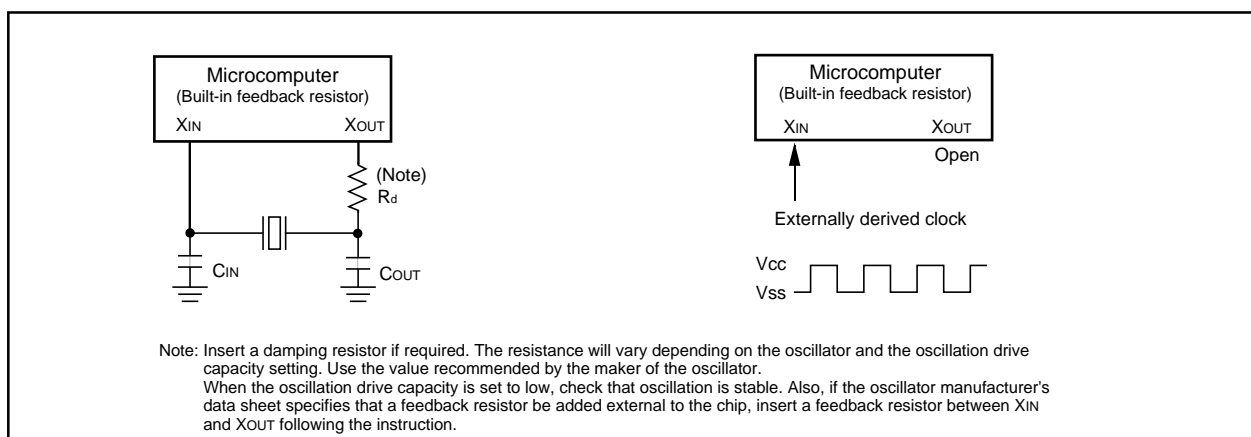 Microcomputer
(Built-in feedback resistor)
XIN XOUT
(Note)
Rd
CIN
COUT
Microcomputer
(Built-in feedback resistor)
XIN XOUT
Open
Externally derived clock
Vcc
Vss
Note: Insert a damping resistor if required. The resistance will vary depending on the oscillator and the oscillation drive
capacity setting. Use the value recommended by the maker of the oscillator.
When the oscillation drive capacity is set to low, check that oscillation is stable. Also, if the oscillator manufacturer's
data sheet specifies that a feedback resistor be added external to the chip, insert a feedback resistor between XIN
and XOUT following the instruction.